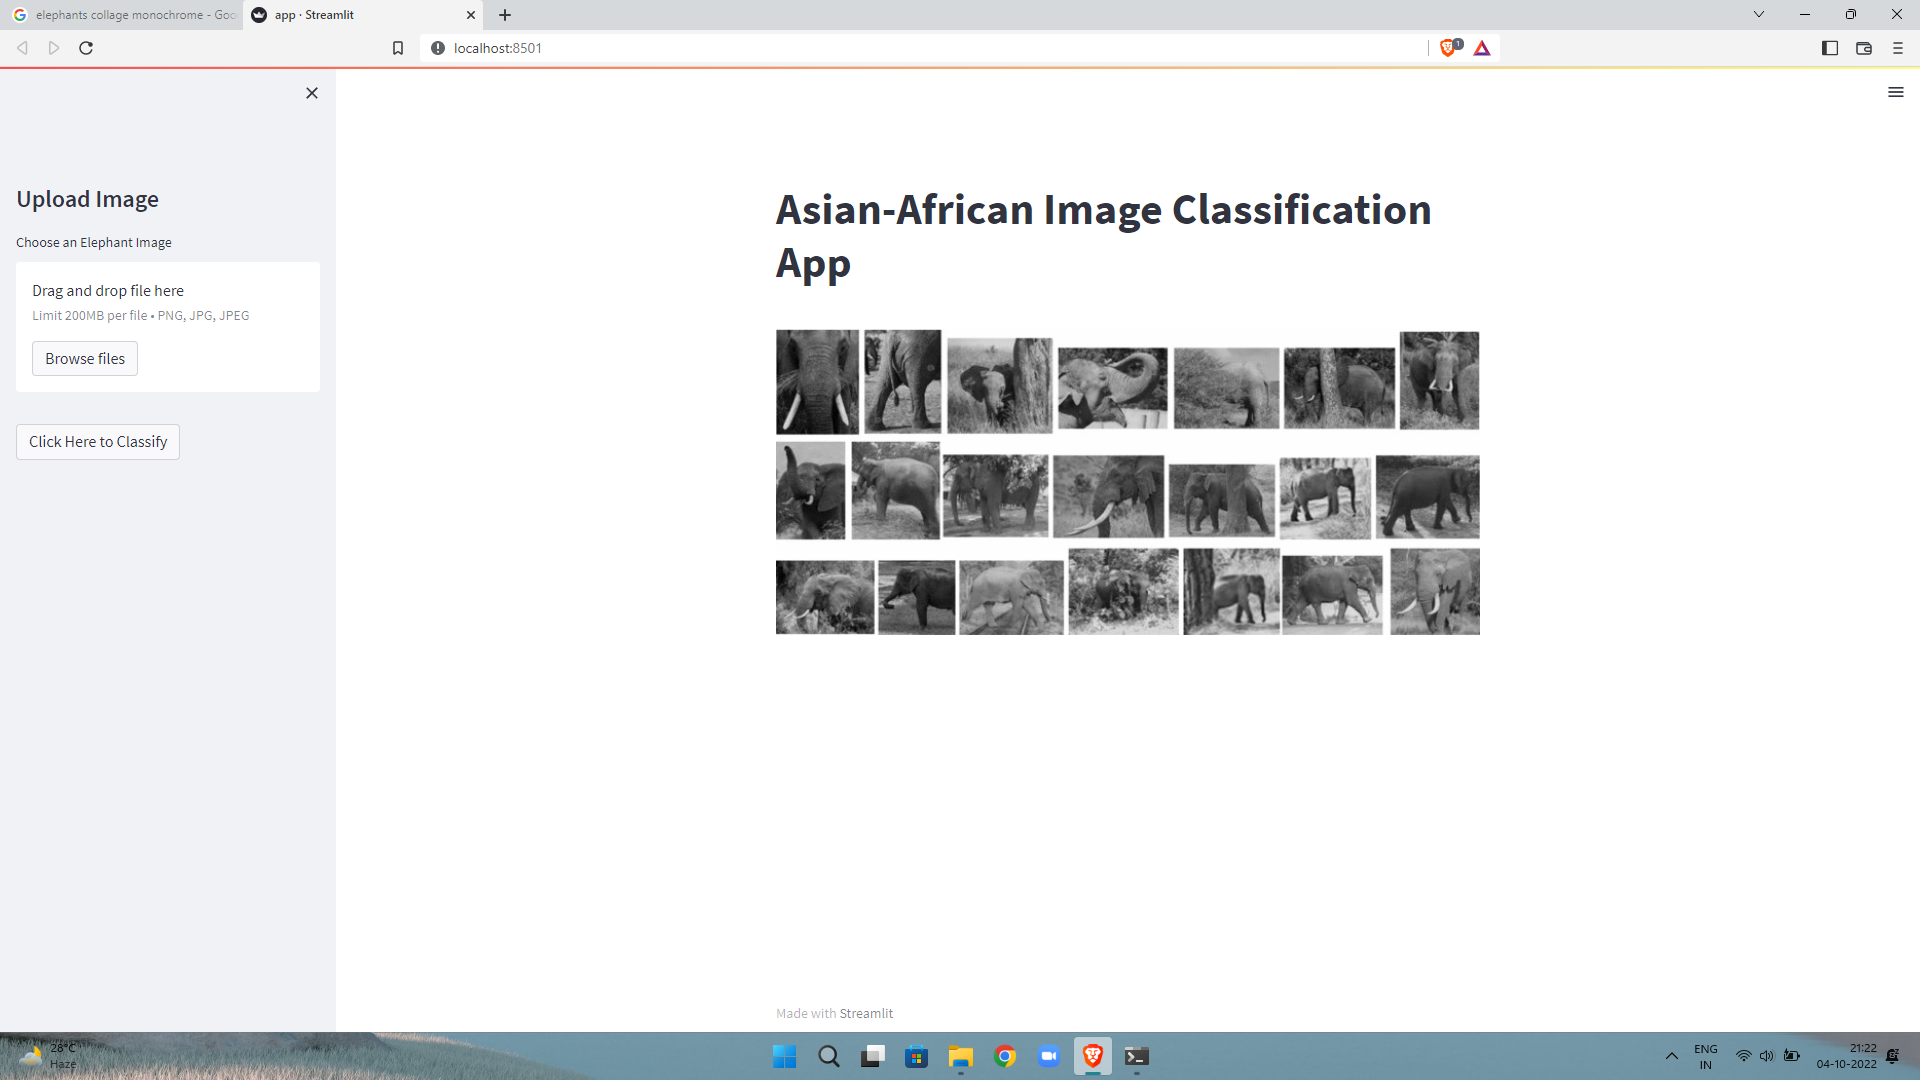 elephants collage monochrome - Goo
app · Streamlit
localhost:8501
1
Upload Image
Choose an Elephant Image
Drag and drop file here
Limit 200MB per file • PNG, JPG, JPEG
Browse files
Click Here to Classify
Asian-African Image Classification
App
Made with Streamlit
28°C
Haze
ENG
IN
21:22
04-10-2022